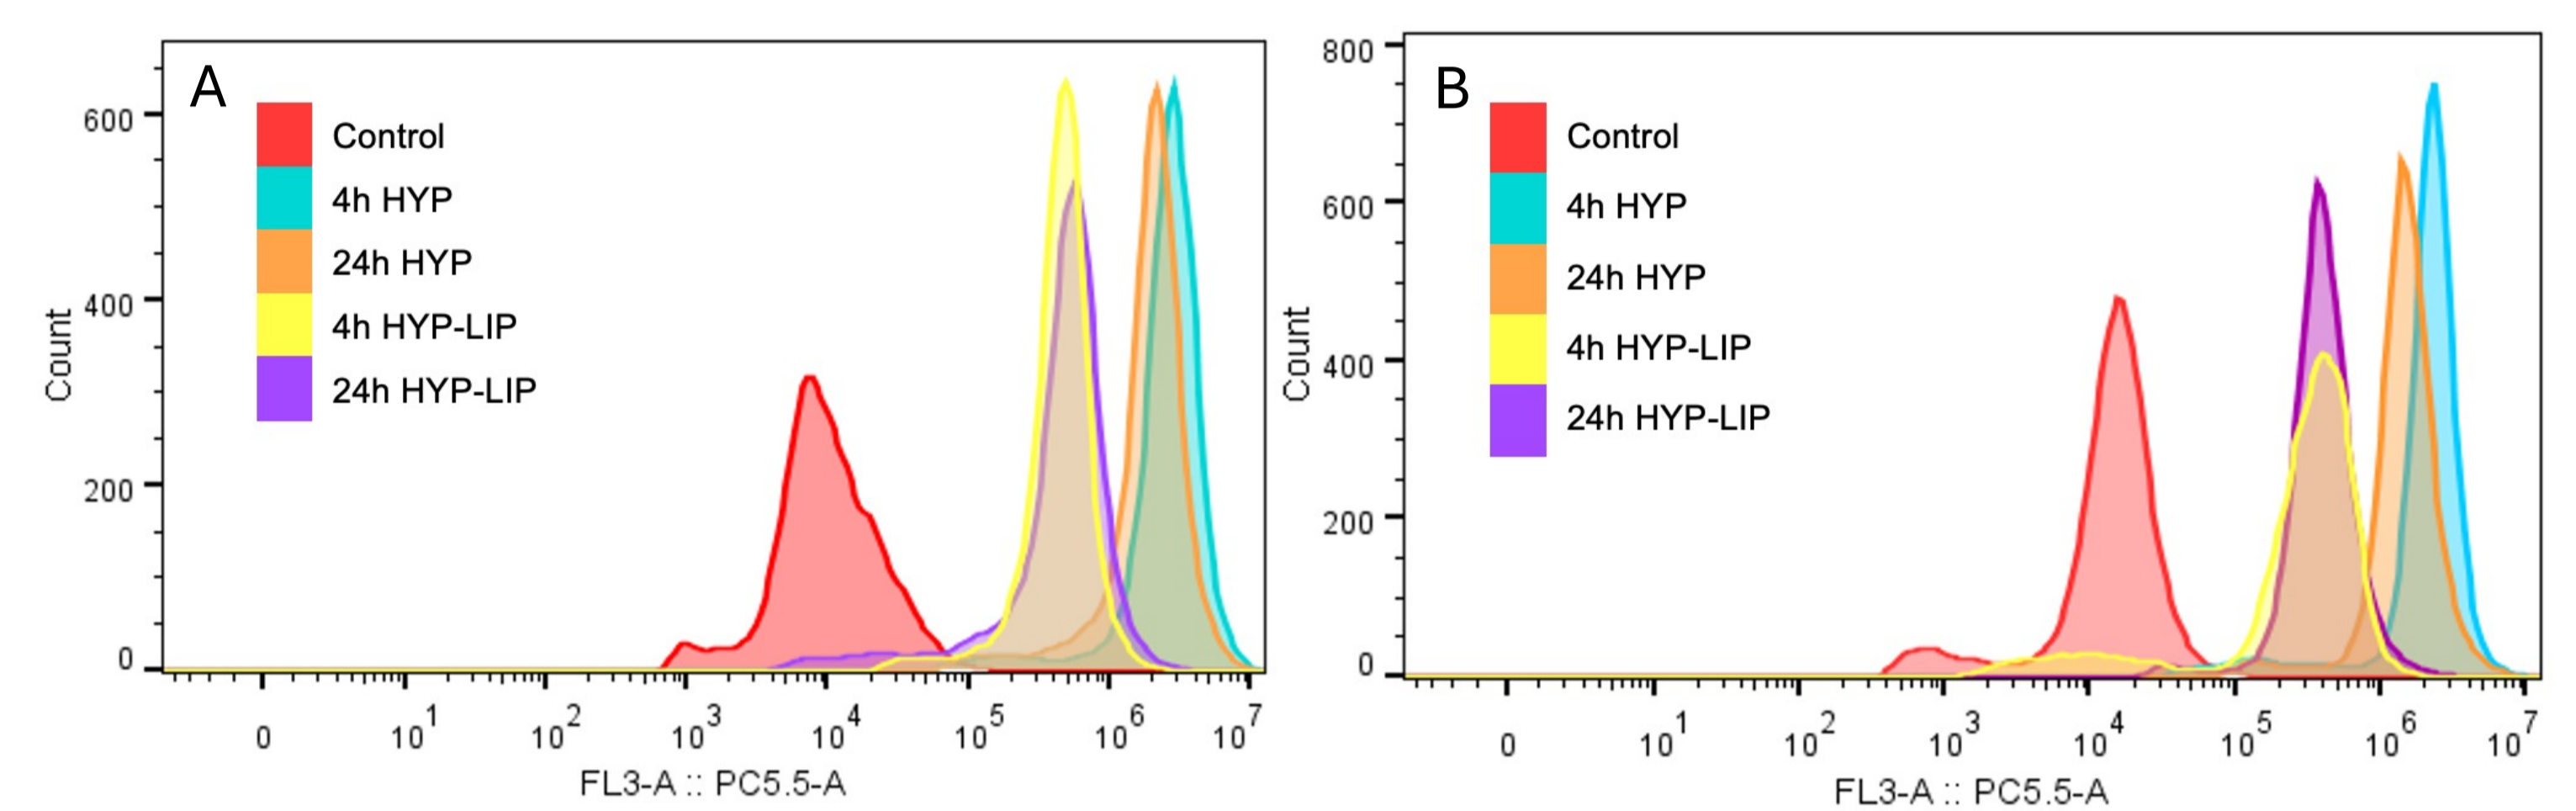 A
Control
4h HYP
24h HYP
4h HYP-LIP
24h HYP-LIP
Count
600
400
200
0
0 10^1 10^2 10^3 10^4 10^5 10^6 10^7
FL3-A :: PC5.5-A
B
Control
4h HYP
24h HYP
4h HYP-LIP
24h HYP-LIP
Count
800
600
400
200
0
0 10^1 10^2 10^3 10^4 10^5 10^6 10^7
FL3-A :: PC5.5-A